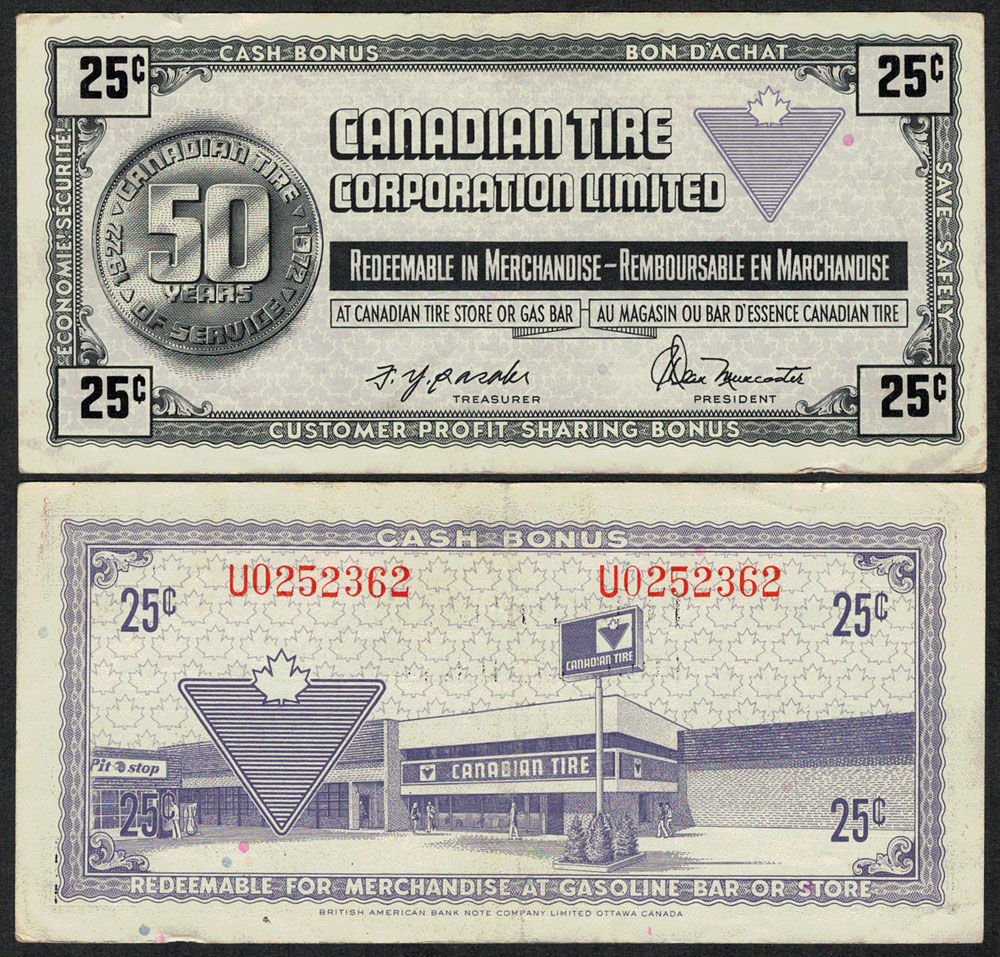 CASH BONUS BON D'ACHAT
25¢ 25¢
CANADIAN TIRE
CORPORATION LIMITED
CANADIAN TIRE
1922 50 1972
YEARS
OF SERVICE
ÉCONOMIE SÉCURITÉ
SAVE SAFELY
REDEEMABLE IN MERCHANDISE – REMBOURSABLE EN MARCHANDISE
AT CANADIAN TIRE STORE OR GAS BAR AU MAGASIN OU BAR D'ESSENCE CANADIAN TIRE
Dean Muncaster
TREASURER PRESIDENT
25¢ 25¢
CUSTOMER PROFIT SHARING BONUS
CASH BONUS
U0252362 U0252362
25¢ 25¢
CANADIAN TIRE
Pit stop
CANADIAN TIRE
25¢ 25¢
REDEEMABLE FOR MERCHANDISE AT GASOLINE BAR OR STORE
BRITISH AMERICAN BANK NOTE COMPANY LIMITED OTTAWA CANADA